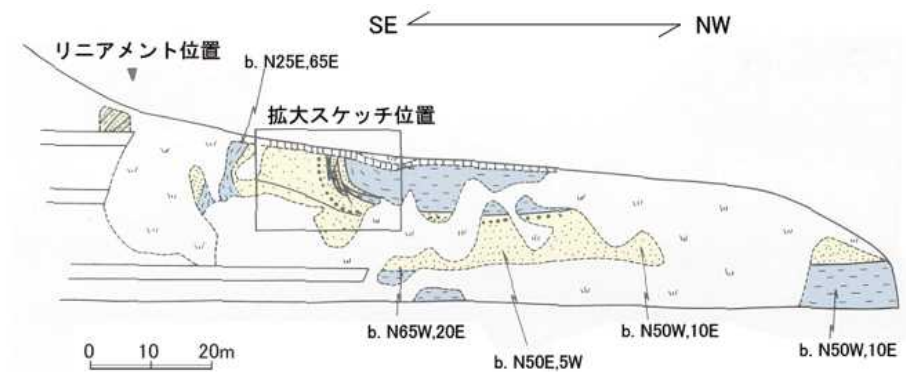 SE NW
リニアメント位置
b. N25E,65E
拡大スケッチ位置
b. N65W,20E
b. N50E,5W
b. N50W,10E
b. N50W,10E
0 10 20m